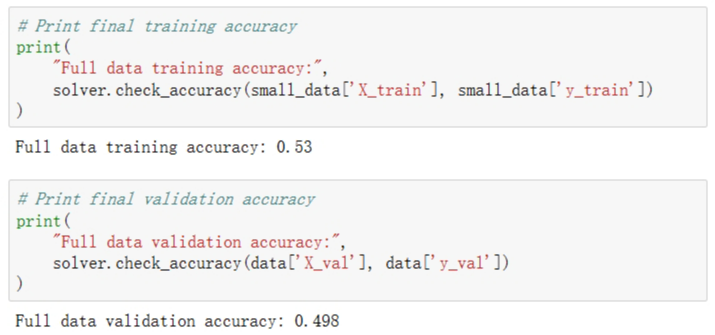 # Print final training accuracy
print(
    "Full data training accuracy:",
    solver.check_accuracy(small_data['X_train'], small_data['y_train'])
)
Full data training accuracy: 0.53
# Print final validation accuracy
print(
    "Full data validation accuracy:",
    solver.check_accuracy(data['X_val'], data['y_val'])
)
Full data validation accuracy: 0.498